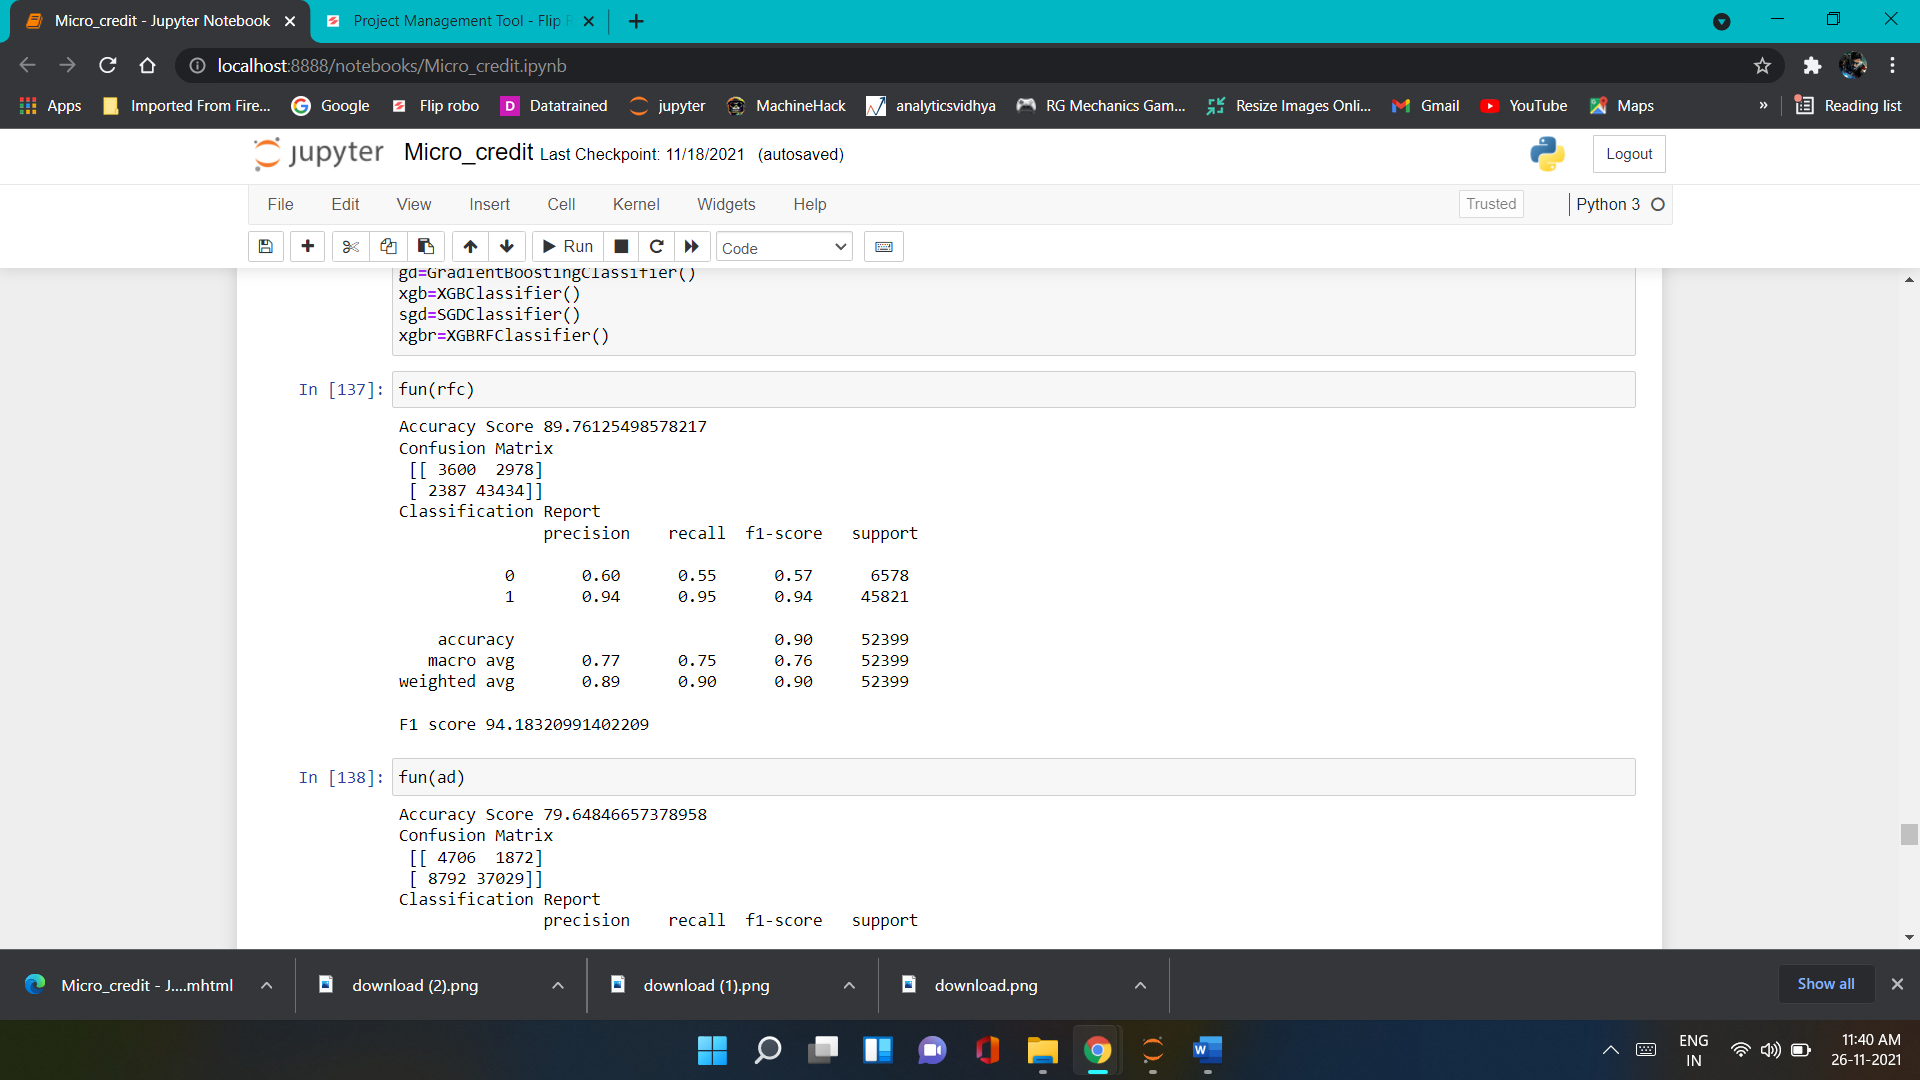 Micro_credit - Jupyter Notebook
Project Management Tool - Flip R
localhost:8888/notebooks/Micro_credit.ipynb
Apps Imported From Fire... Google Flip robo D Datatrained jupyter MachineHack analyticsvidhya RG Mechanics Gam... Resize Images Onli... Gmail YouTube Maps » Reading list
jupyter Micro_credit Last Checkpoint: 11/18/2021 (autosaved) Logout
File Edit View Insert Cell Kernel Widgets Help Trusted Python 3
Run Code
gd=GradientBoostingClassifier()
xgb=XGBClassifier()
sgd=SGDClassifier()
xgbr=XGBRFClassifier()
In [137]: fun(rfc)
Accuracy Score 89.76125498578217
Confusion Matrix
[[ 3600 2978]
[ 2387 43434]]
Classification Report
precision recall f1-score support
0 0.60 0.55 0.57 6578
1 0.94 0.95 0.94 45821
accuracy 0.90 52399
macro avg 0.77 0.75 0.76 52399
weighted avg 0.89 0.90 0.90 52399
F1 score 94.18320991402209
In [138]: fun(ad)
Accuracy Score 79.64846657378958
Confusion Matrix
[[ 4706 1872]
[ 8792 37029]]
Classification Report
precision recall f1-score support
Micro_credit - J....mhtml download (2).png download (1).png download.png Show all
W
ENG
IN
11:40 AM
26-11-2021